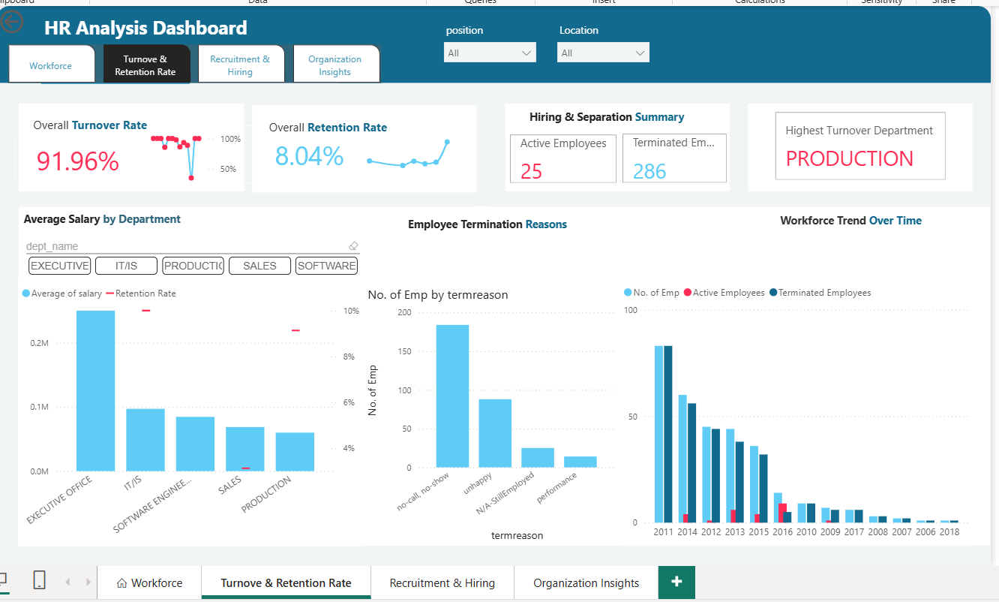 Data
Queries
Insert
Calculations
Sensitivity
Share
HR Analysis Dashboard
position
Location
All
All
Workforce
Turnove &
Retention Rate
Recruitment &
Hiring
Organization
Insights
Overall Turnover Rate
91.96%
100%
50%
Overall Retention Rate
8.04%
Hiring & Separation Summary
Active Employees
25
Terminated Em...
286
Highest Turnover Department
PRODUCTION
Average Salary by Department
dept_name
EXECUTIVE
IT/IS
PRODUCTIO
SALES
SOFTWARE
Average of salary
Retention Rate
0.2M
0.1M
0.0M
10%
8%
6%
4%
EXECUTIVE OFFICE
IT/IS
SOFTWARE ENGINEE...
SALES
PRODUCTION
Employee Termination Reasons
No. of Emp by termreason
No. of Emp
200
150
100
50
0
no-call, no-show
unhappy
N/A-StillEmployed
performance
termreason
Workforce Trend Over Time
No. of Emp
Active Employees
Terminated Employees
100
50
0
2011 2014 2012 2013 2015 2016 2010 2009 2017 2008 2007 2006 2018
Workforce
Turnove & Retention Rate
Recruitment & Hiring
Organization Insights
+